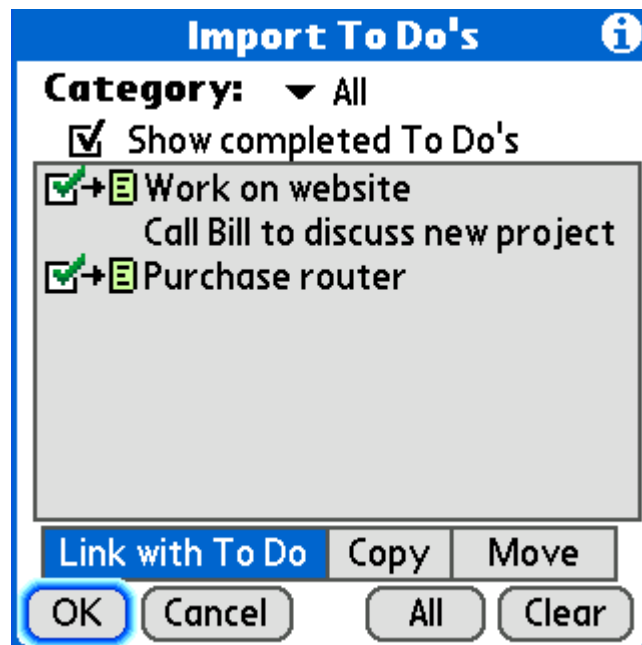 Import To Do's
Category: All
Show completed To Do's
Work on website
Call Bill to discuss new project
Purchase router
Link with To Do Copy Move
OK Cancel All Clear